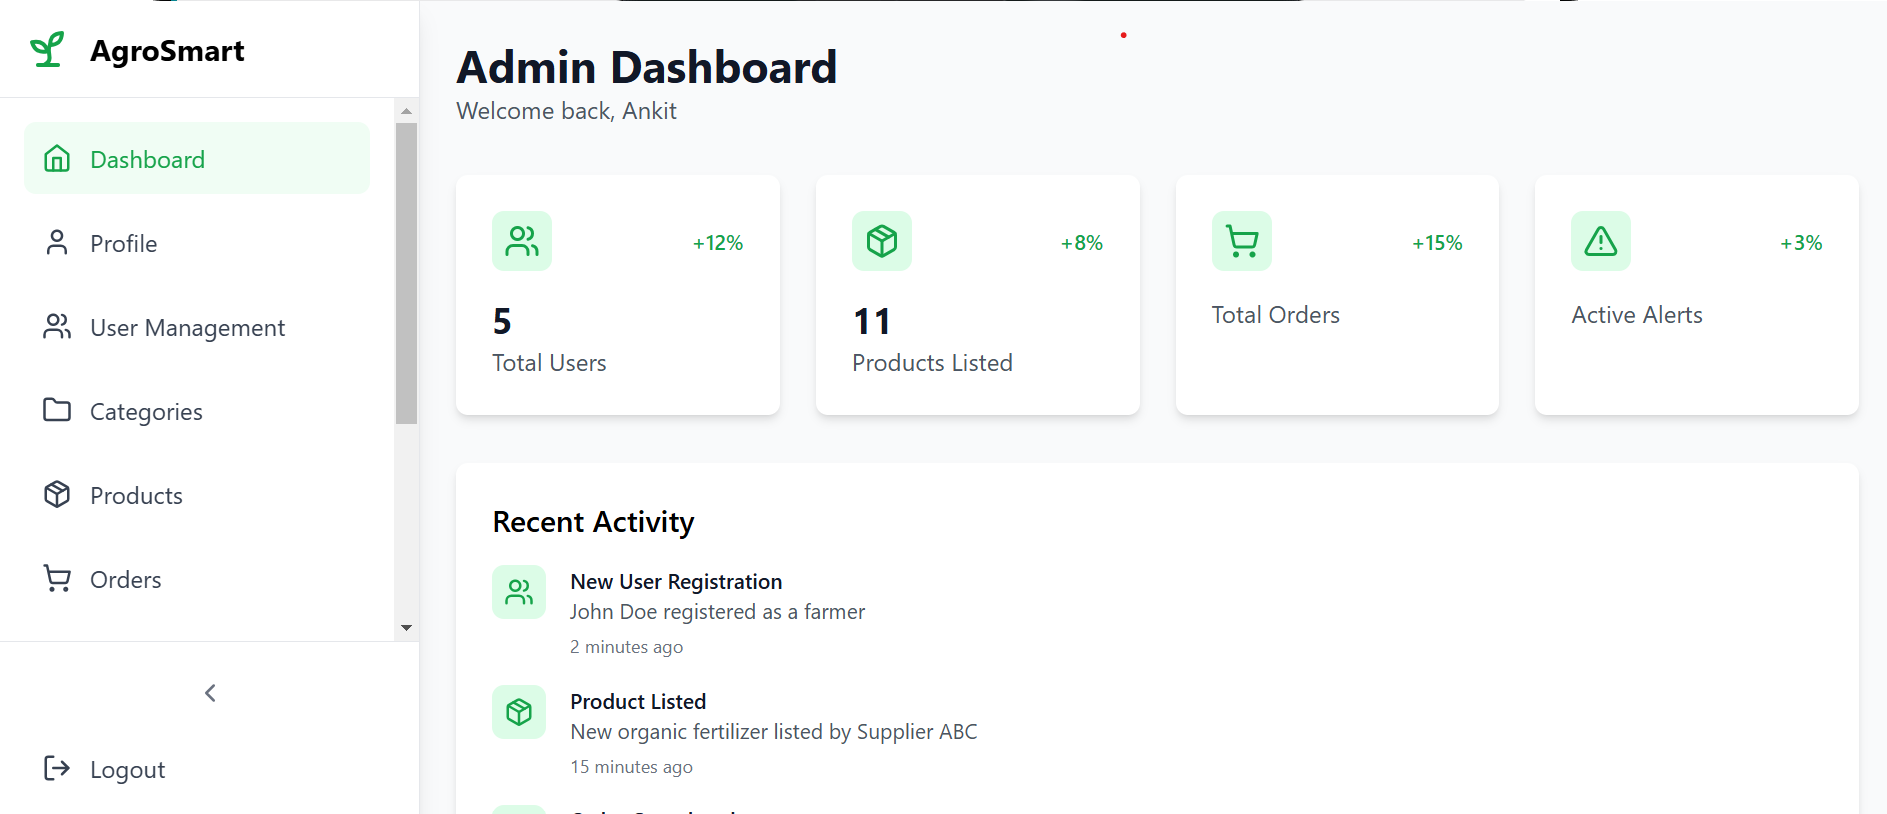 AgroSmart
Dashboard
Profile
User Management
Categories
Products
Orders
Logout
Admin Dashboard
Welcome back, Ankit
+12%
5
Total Users
+8%
11
Products Listed
+15%
Total Orders
+3%
Active Alerts
Recent Activity
New User Registration
John Doe registered as a farmer
2 minutes ago
Product Listed
New organic fertilizer listed by Supplier ABC
15 minutes ago